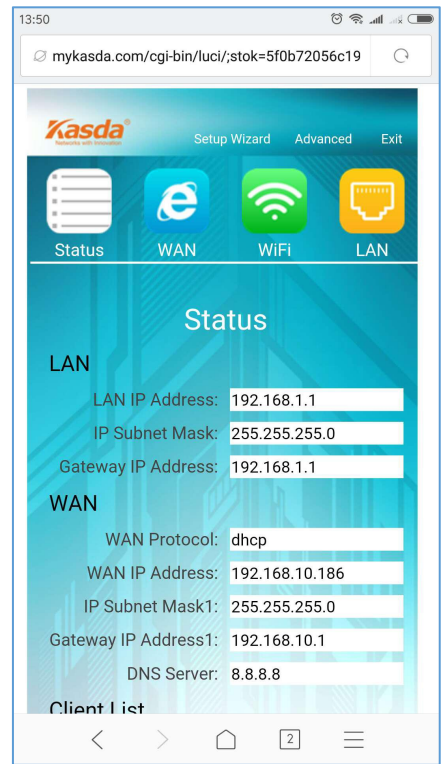 13:50
mykasda.com/cgi-bin/luci/;stok=5f0b72056c19
Kasda®
Networks with Innovation
Setup Wizard Advanced Exit
Status WAN WiFi LAN
Status
LAN
LAN IP Address: 192.168.1.1
IP Subnet Mask: 255.255.255.0
Gateway IP Address: 192.168.1.1
WAN
WAN Protocol: dhcp
WAN IP Address: 192.168.10.186
IP Subnet Mask1: 255.255.255.0
Gateway IP Address1: 192.168.10.1
DNS Server: 8.8.8.8
Client List
2